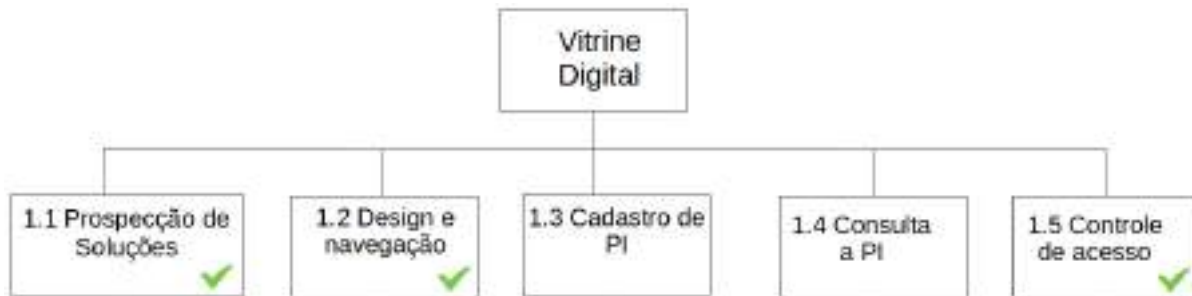 Vitrine
Digital
1.1 Prospecção de
Soluções
1.2 Design e
navegação
1.3 Cadastro de
PI
1.4 Consulta
a PI
1.5 Controle
de acesso